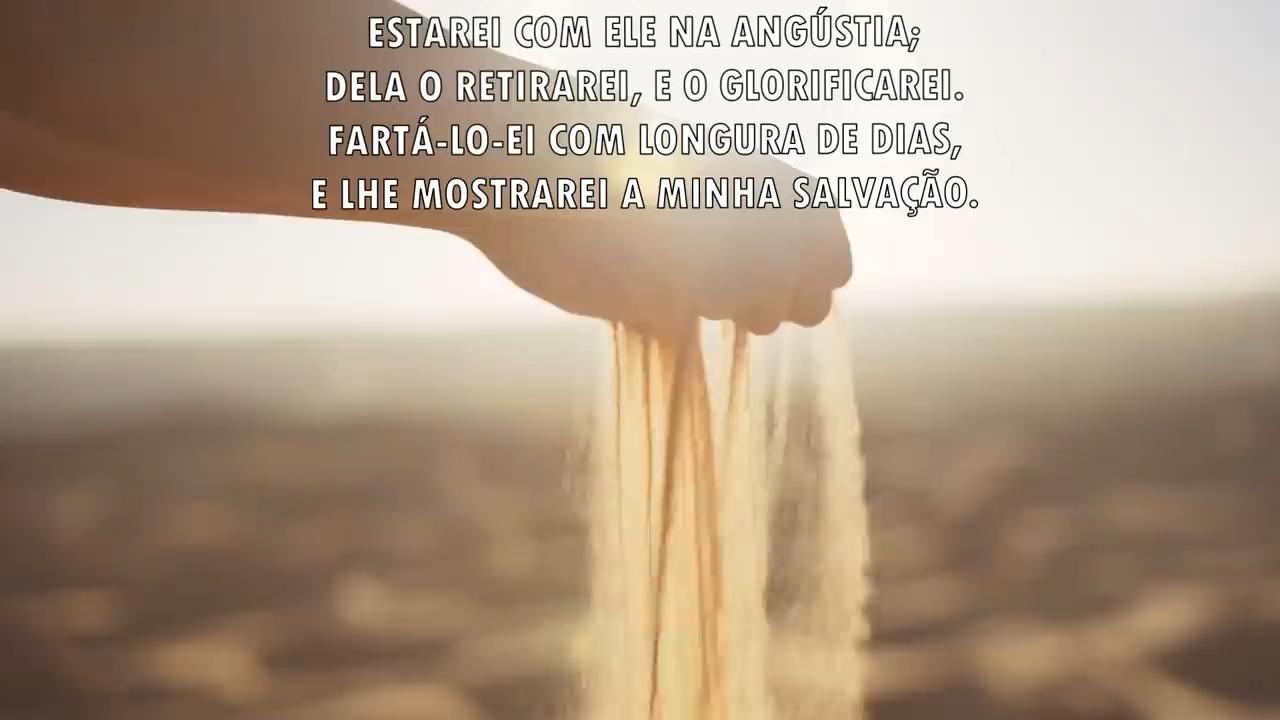 ESTAREI COM ELE NA ANGÚSTIA;
DELA O RETIRAREI, E O GLORIFICAREI.
FARTÁ-LO-EI COM LONGURA DE DIAS,
E LHE MOSTRAREI A MINHA SALVAÇÃO.